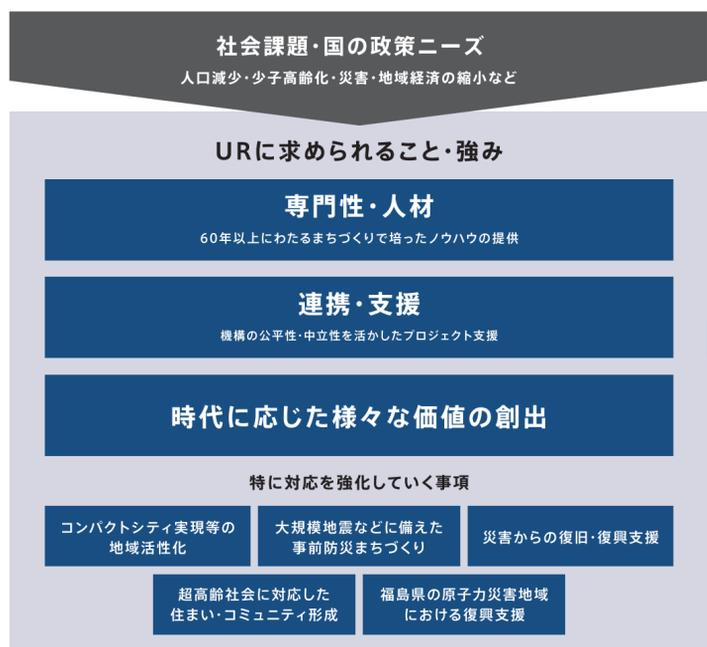 社会課題・国の政策ニーズ
人口減少・少子高齢化・災害・地域経済の縮小など
URに求められること・強み
専門性・人材
60年以上にわたるまちづくりで培ったノウハウの提供
連携・支援
機構の公平性・中立性を活かしたプロジェクト支援
時代に応じた様々な価値の創出
特に対応を強化していく事項
コンパクトシティ実現等の
地域活性化
大規模地震などに備えた
事前防災まちづくり
災害からの復旧・復興支援
超高齢社会に対応した
住まい・コミュニティ形成
福島県の原子力災害地域
における復興支援